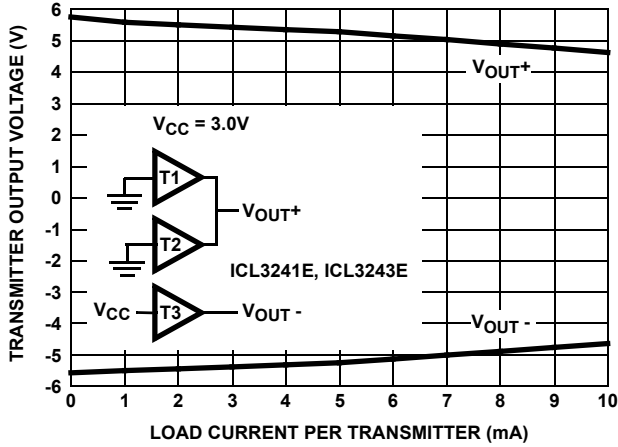 TRANSMITTER OUTPUT VOLTAGE (V)
6
5
4
3
2
1
0
-1
-2
-3
-4
-5
-6
VOUT+
VCC = 3.0V
T1
VOUT+
T2
ICL3241E, ICL3243E
VCC
T3
VOUT -
VOUT -
0 1 2 3 4 5 6 7 8 9 10
LOAD CURRENT PER TRANSMITTER (mA)